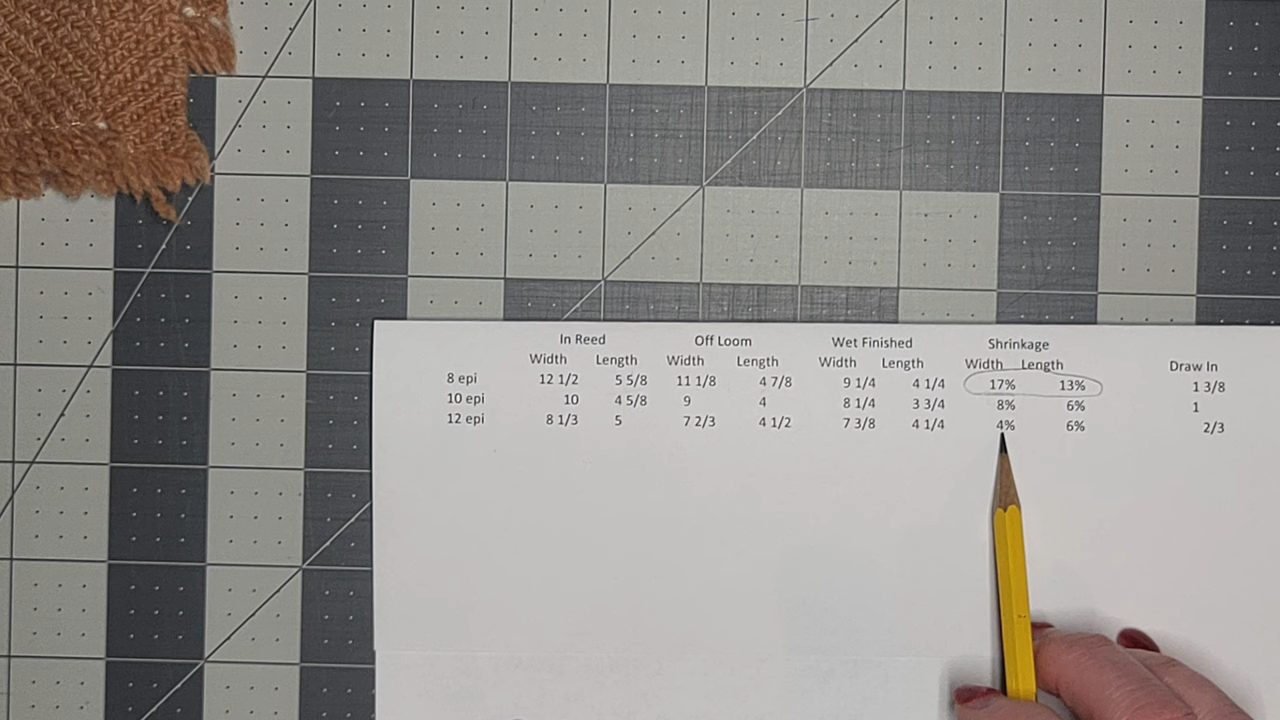 In Reed Off Loom Wet Finished Shrinkage
Width Length Width Length Width Length Width Length Draw In
8 epi 12 1/2 5 5/8 11 1/8 4 7/8 9 1/4 4 1/4 17% 13% 1 3/8
10 epi 10 4 5/8 9 4 8 1/4 3 3/4 8% 6% 1
12 epi 8 1/3 5 7 2/3 4 1/2 7 3/8 4 1/4 4% 6% 2/3